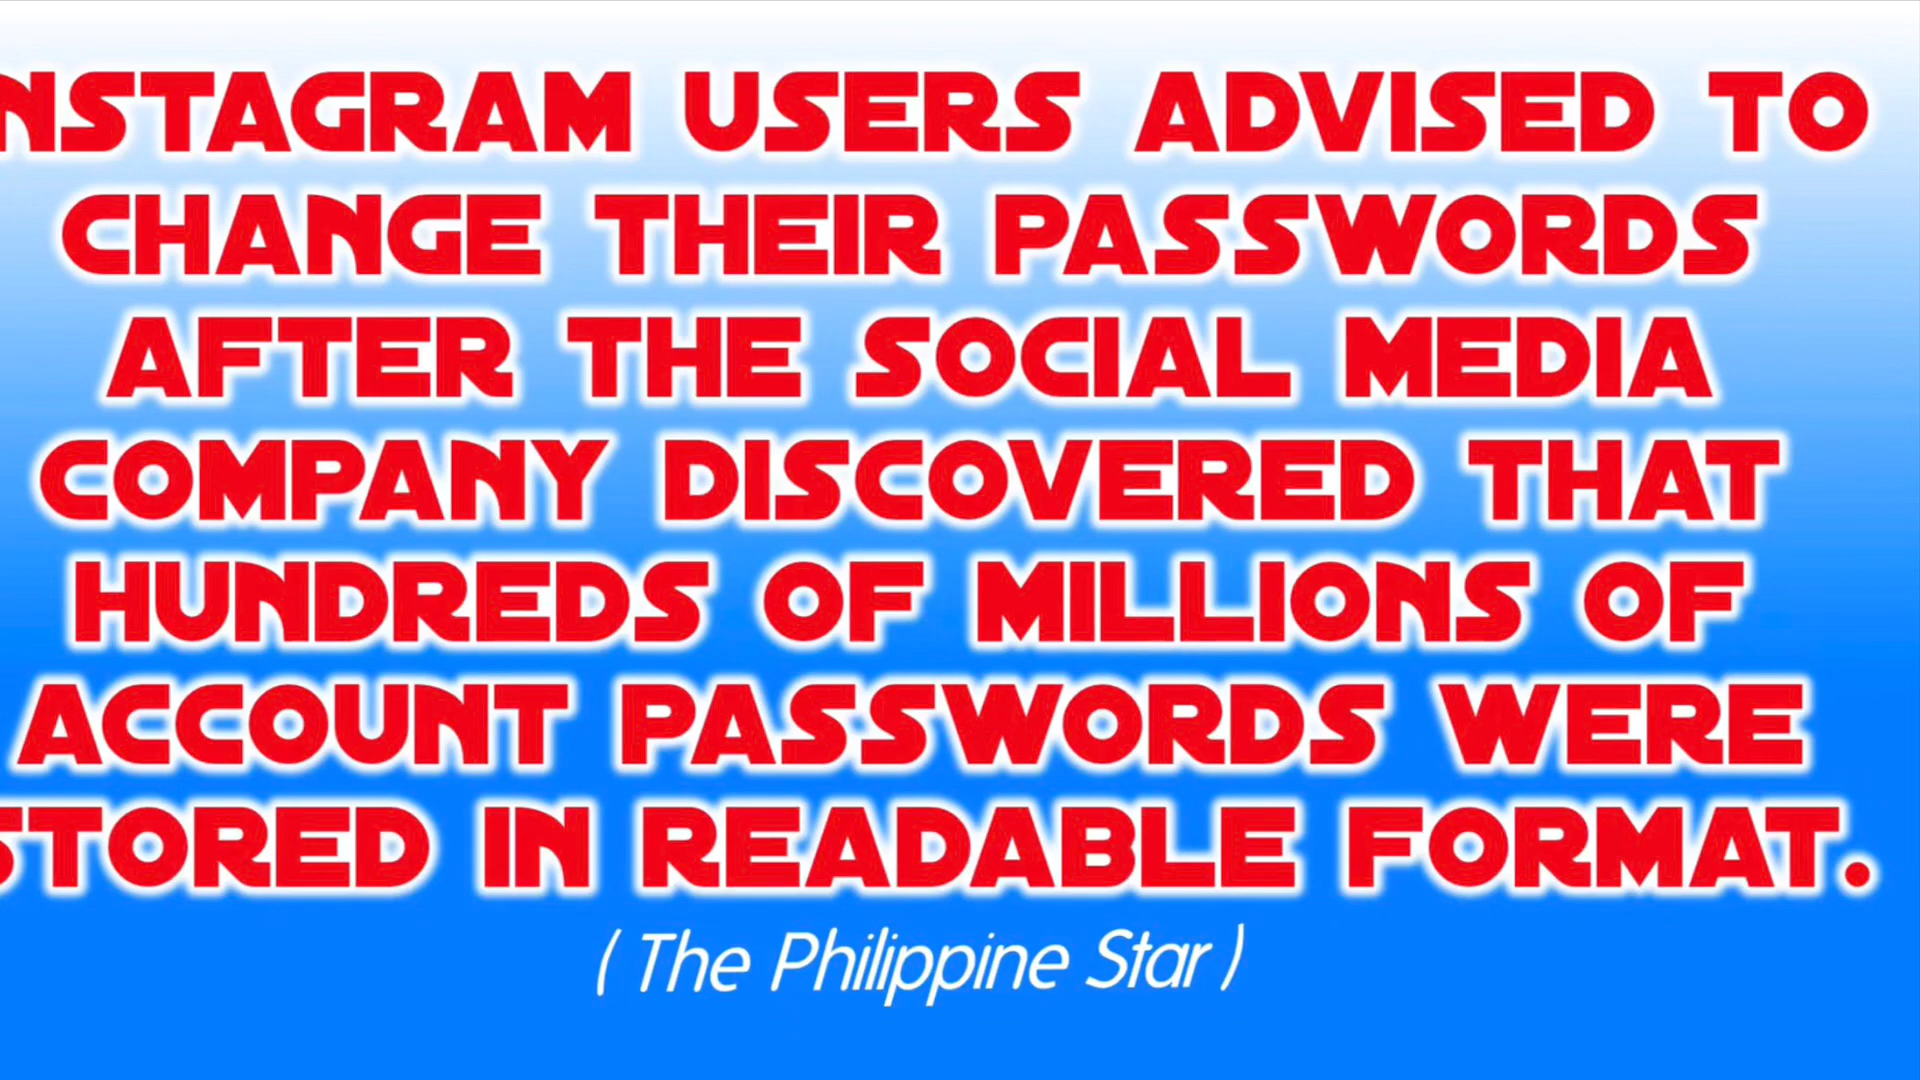 NSTAGRAM USERS ADVISED TO
CHANGE THEIR PASSWORDS
AFTER THE SOCIAL MEDIA
COMPANY DISCOVERED THAT
HUNDREDS OF MILLIONS OF
ACCOUNT PASSWORDS WERE
STORED IN READABLE FORMAT.
( The Philippine Star )